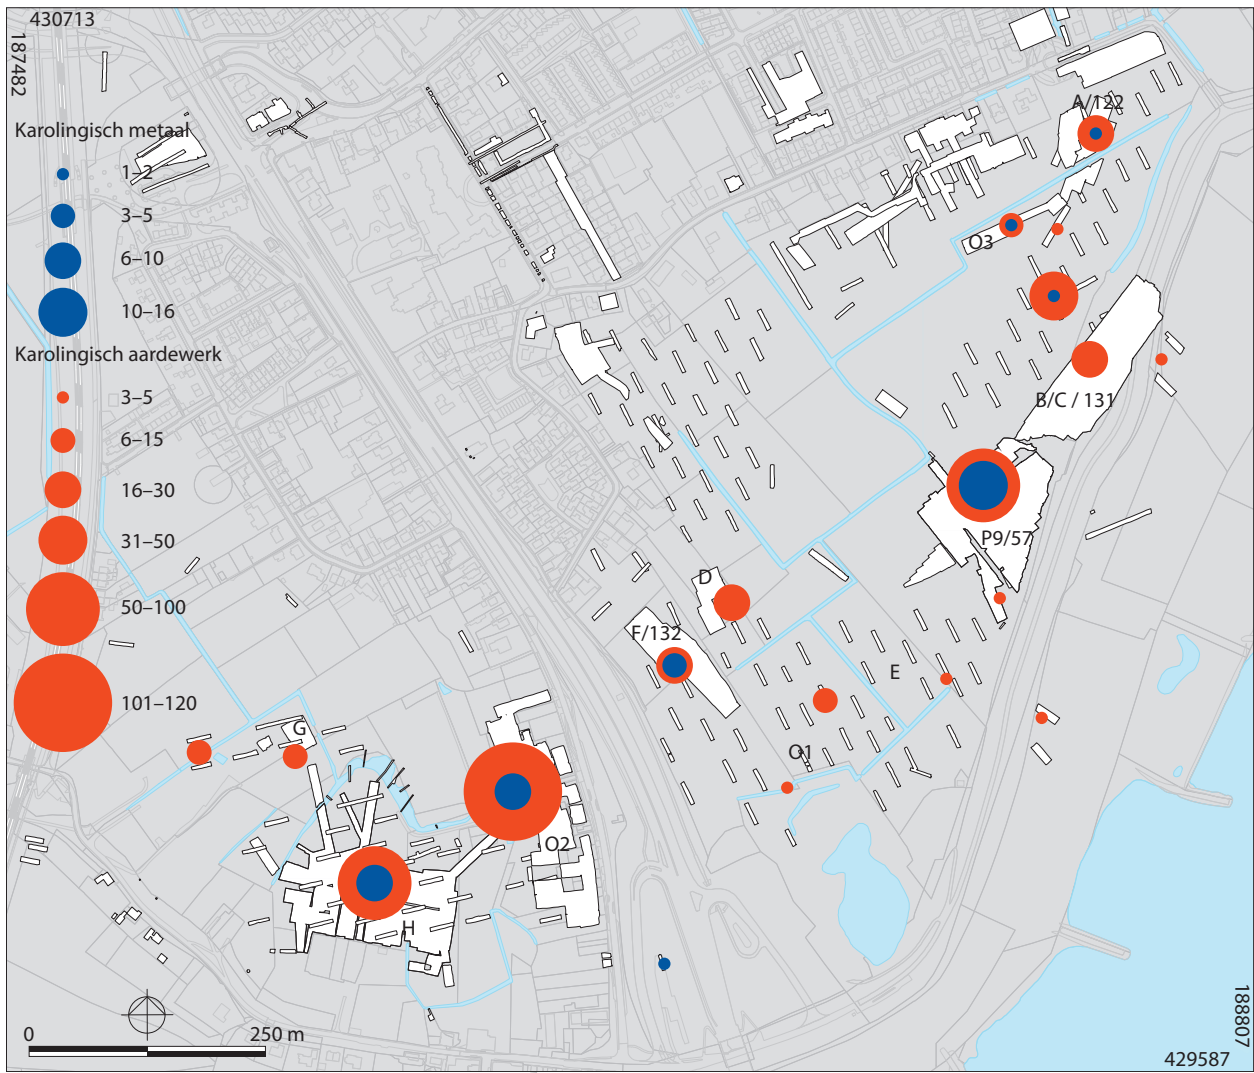 430713
187482
Karolingisch metaal
1–2
3–5
6–10
10–16
Karolingisch aardewerk
3–5
6–15
16–30
31–50
50–100
101–120
A/122
O3
B/C / 131
P9/57
D
F/132
E
G
O1
O2
H
0
250 m
188807
429587